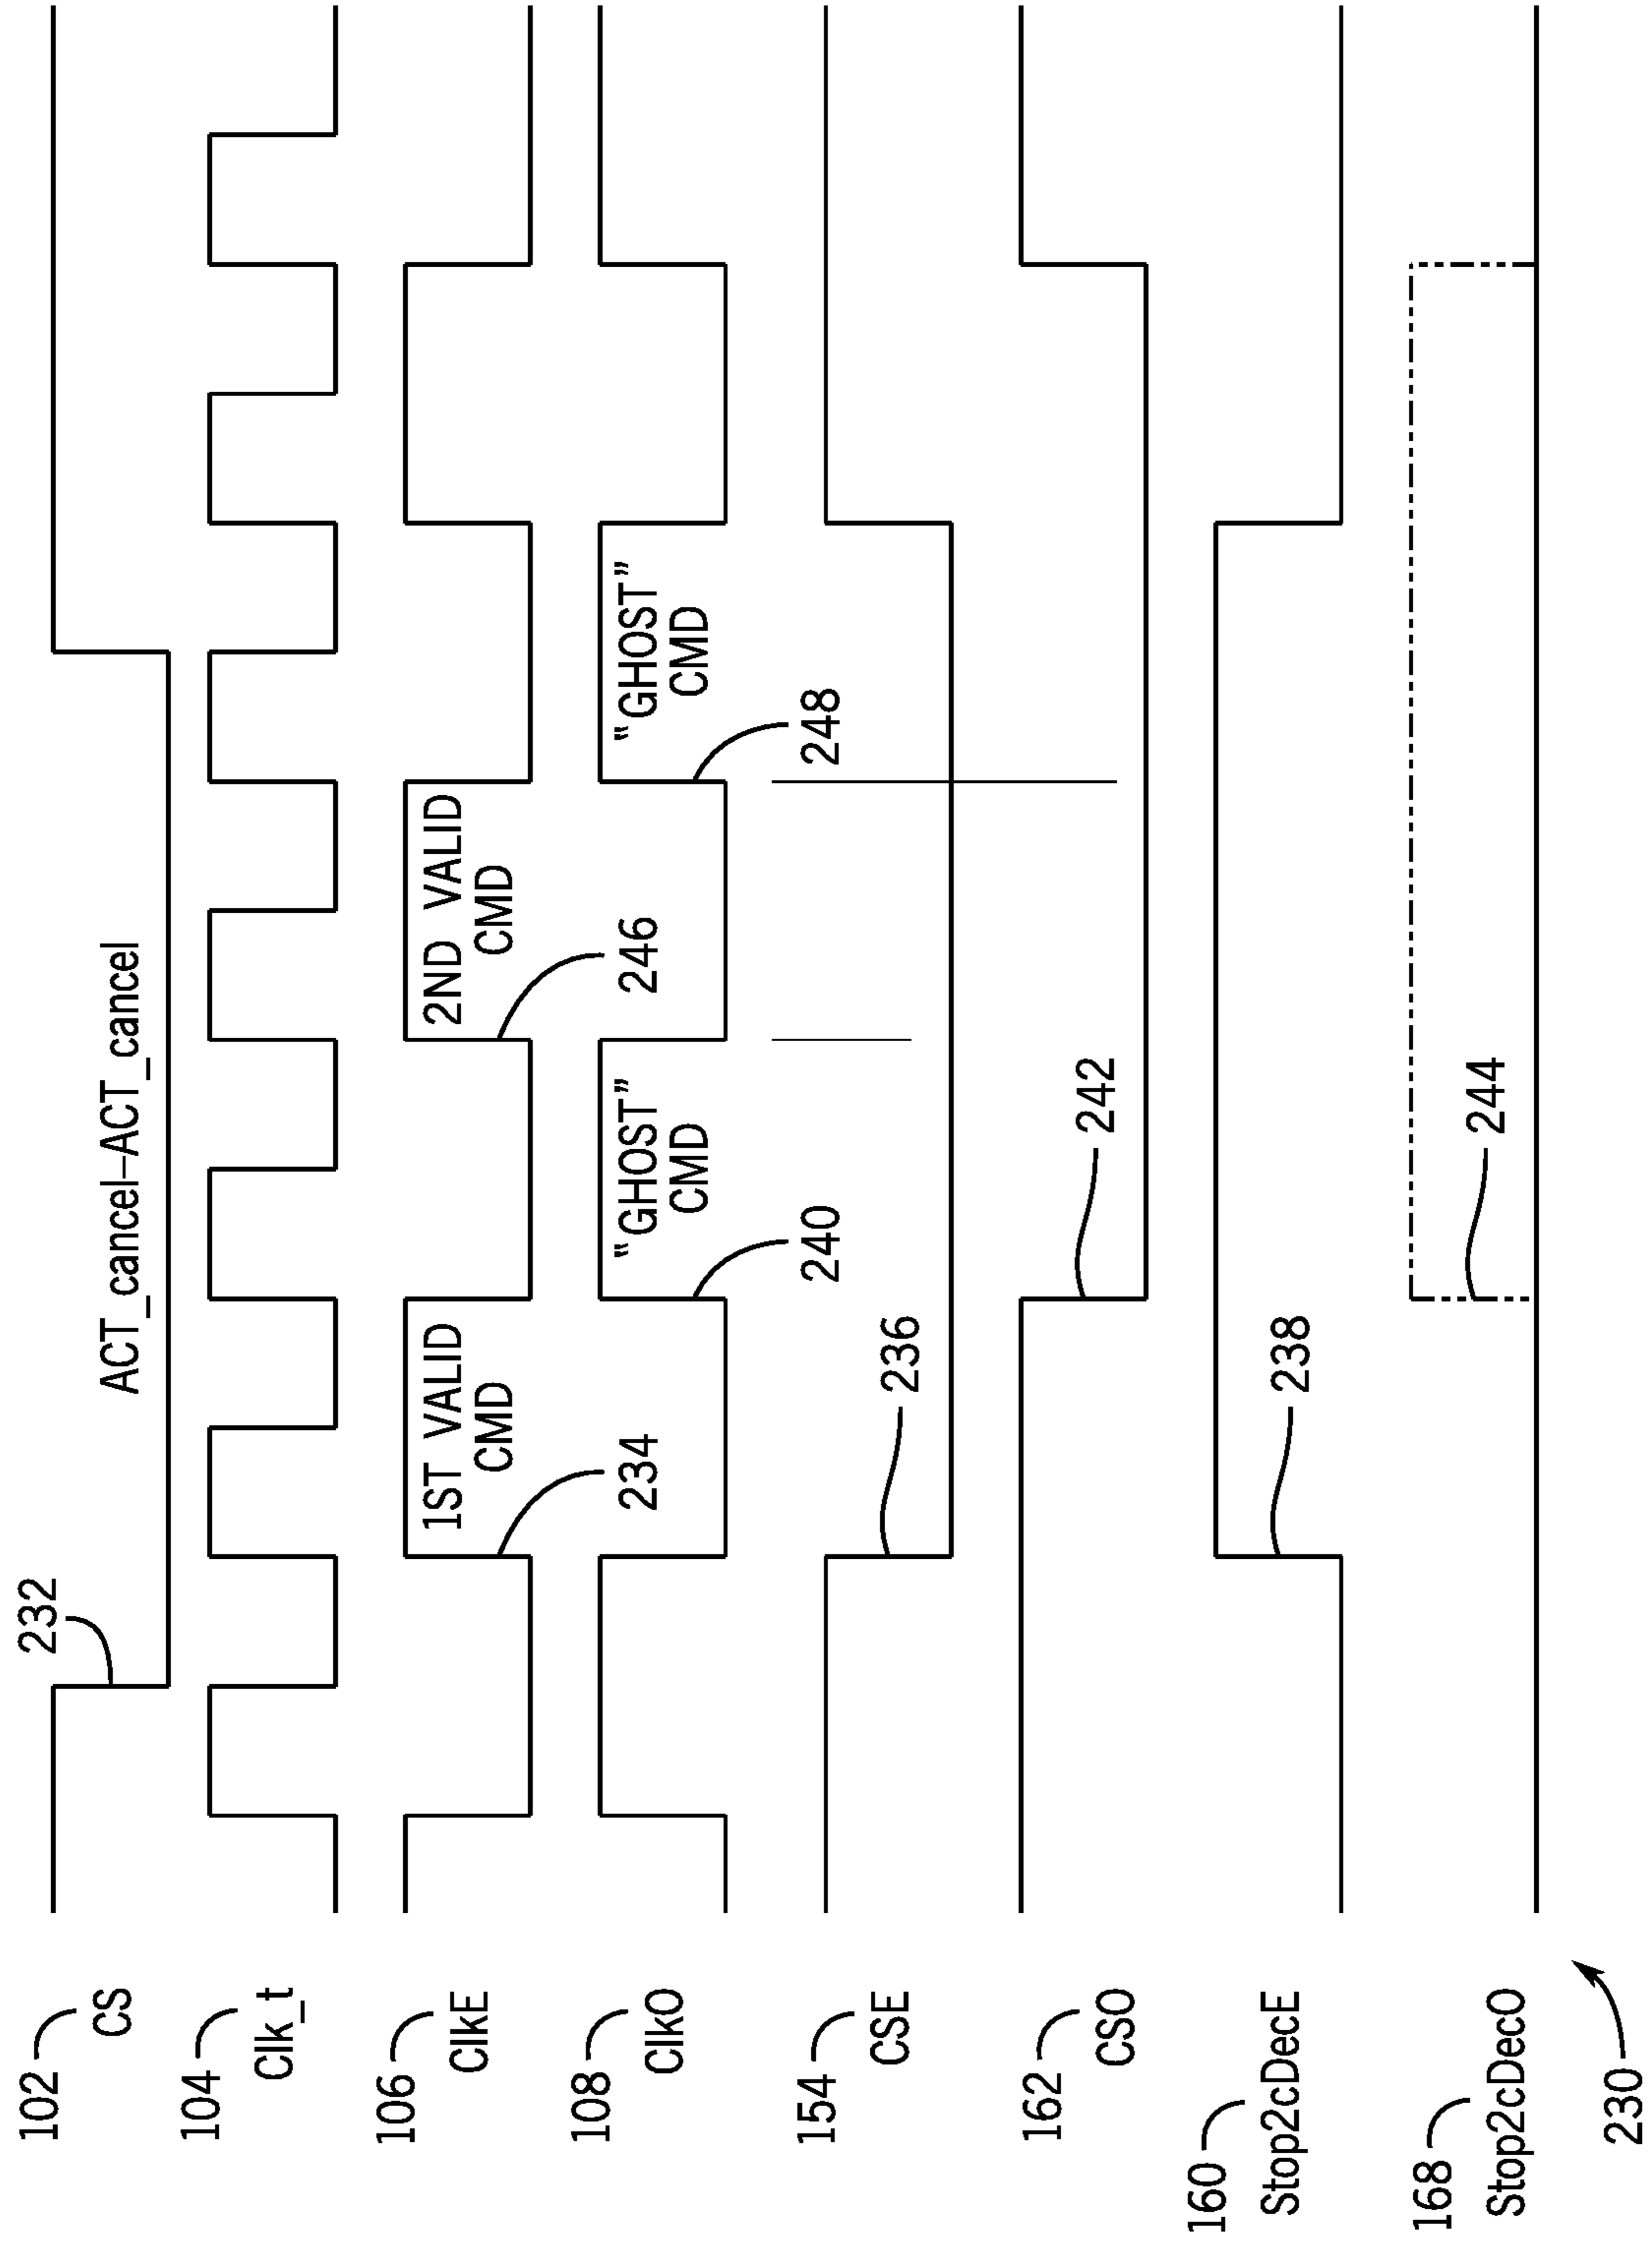 102
CS
232
ACT_cancel–ACT_cancel
104
Clk_t
106
ClkE
1ST VALID
CMD
234
2ND VALID
CMD
246
108
ClkO
"GHOST"
CMD
240
"GHOST"
CMD
248
154
CSE
236
162
CSO
242
160
Stop2cDecE
238
168
Stop2cDecO
244
230